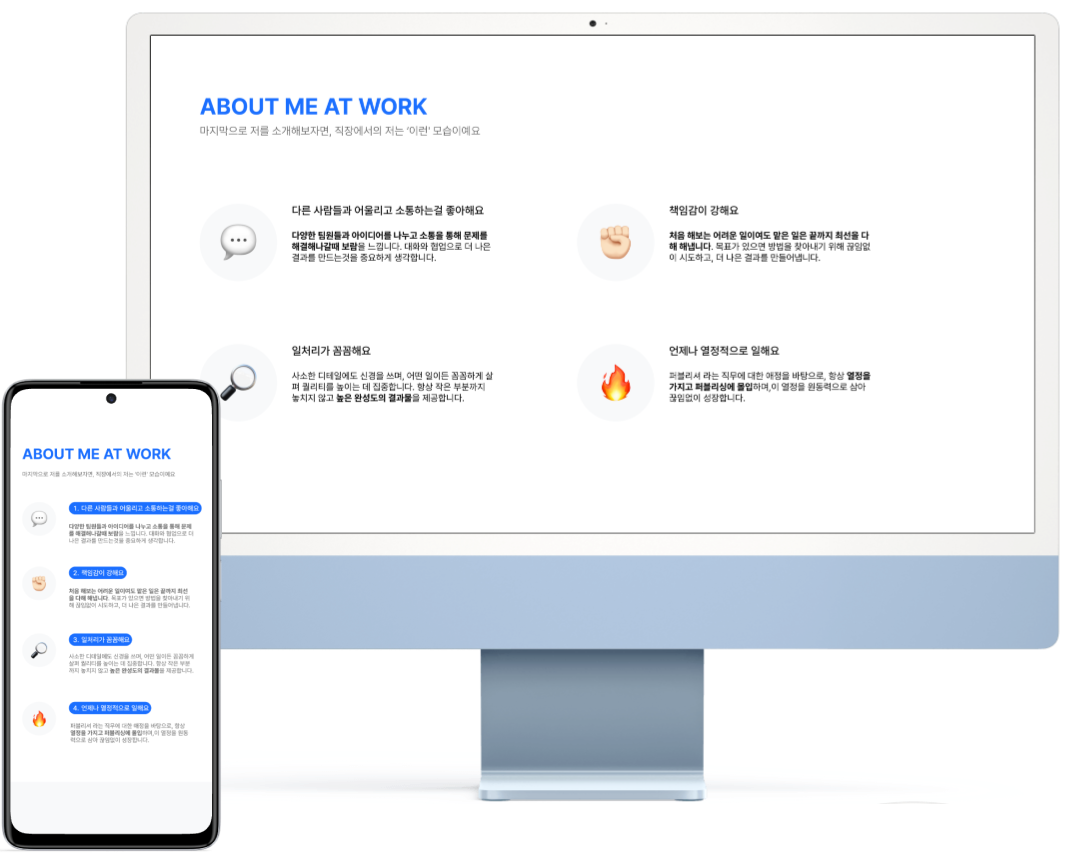 ABOUT ME AT WORK
마지막으로 저를 소개해보자면, 직장에서의 저는 '이런' 모습이예요
다른 사람들과 어울리고 소통하는걸 좋아해요
다양한 팀원들과 아이디어를 나누고 소통을 통해 문제를
해결해나갈때 보람을 느낍니다. 대화와 협업으로 더 나은
결과를 만드는것을 중요하게 생각합니다.
책임감이 강해요
처음 해보는 어려운 일이여도 맡은 일은 끝까지 최선을 다
해 해냅니다. 목표가 있으면 방법을 찾아내기 위해 끊임없
이 시도하고, 더 나은 결과를 만들어냅니다.
일처리가 꼼꼼해요
사소한 디테일에도 신경을 쓰며, 어떤 일이든 꼼꼼하게 살
펴 퀄리티를 높이는 데 집중합니다. 항상 작은 부분까지
놓치지 않고 높은 완성도의 결과물을 제공합니다.
언제나 열정적으로 일해요
퍼블리셔 라는 직무에 대한 애정을 바탕으로, 항상 열정을
가지고 퍼블리싱에 몰입하며,이 열정을 원동력으로 삼아
끊임없이 성장합니다.
ABOUT ME AT WORK
마지막으로 저를 소개해보자면, 직장에서의 저는 '이런' 모습이예요
1. 다른 사람들과 어울리고 소통하는걸 좋아해요
다양한 팀원들과 아이디어를 나누고 소통을 통해 문제
를 해결해나갈때 보람을 느낍니다. 대화와 협업으로 더
나은 결과를 만드는것을 중요하게 생각합니다.
2. 책임감이 강해요
처음 해보는 어려운 일이여도 맡은 일은 끝까지 최선
을 다해 해냅니다. 목표가 있으면 방법을 찾아내기 위
해 끊임없이 시도하고, 더 나은 결과를 만들어냅니다.
3. 일처리가 꼼꼼해요
사소한 디테일에도 신경을 쓰며, 어떤 일이든 꼼꼼하게
살펴 퀄리티를 높이는 데 집중합니다. 항상 작은 부분
까지 놓치지 않고 높은 완성도의 결과물을 제공합니다.
4. 언제나 열정적으로 일해요
퍼블리셔 라는 직무에 대한 애정을 바탕으로, 항상
열정을 가지고 퍼블리싱에 몰입하며,이 열정을 원동
력으로 삼아 끊임없이 성장합니다.